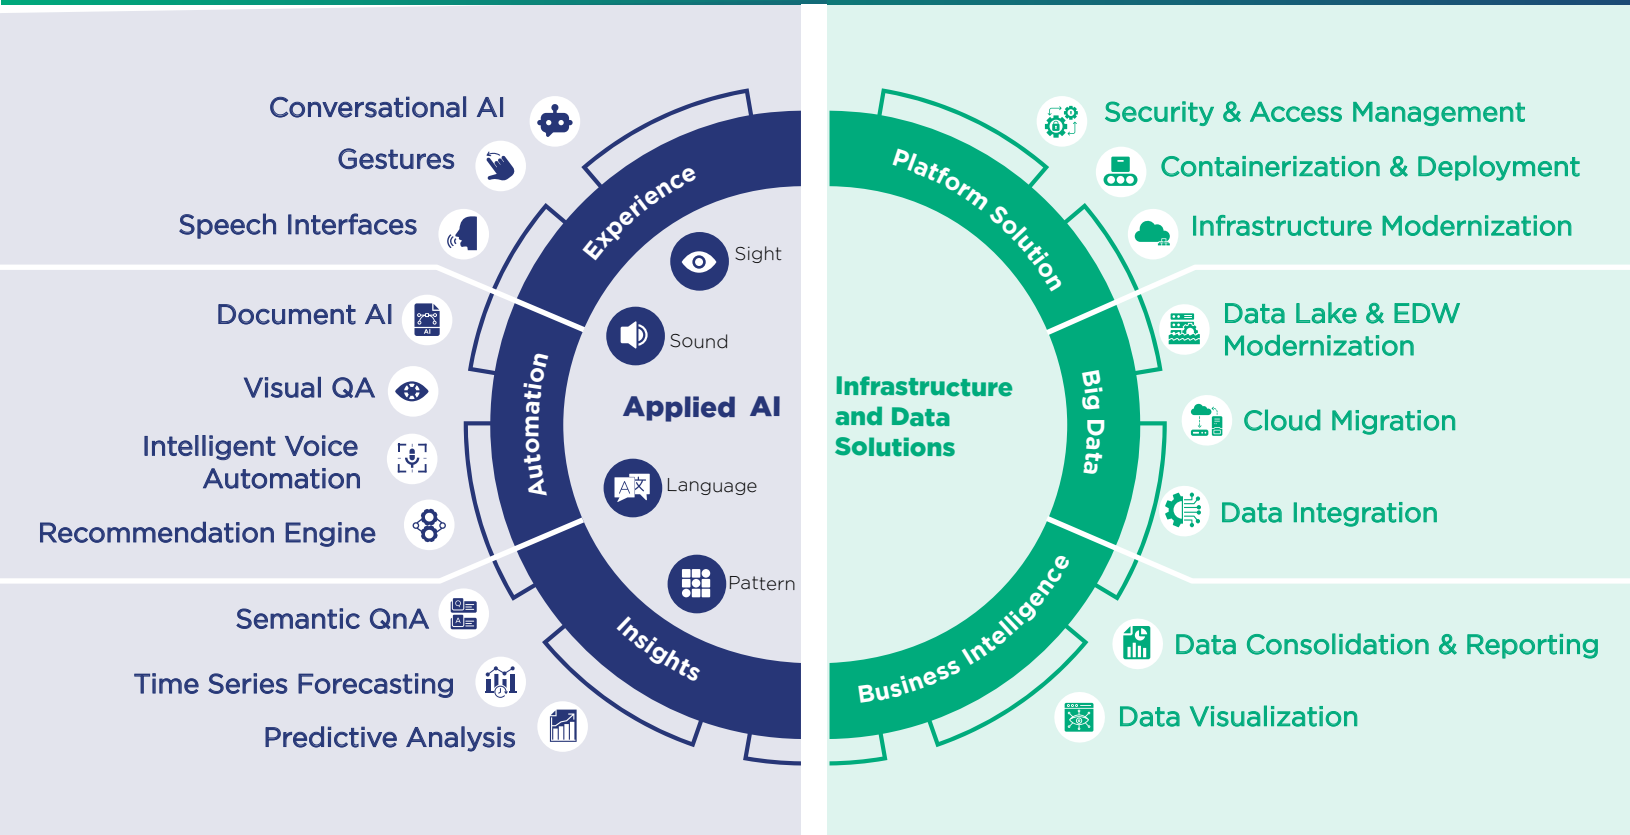 Conversational AI
Gestures
Speech Interfaces
Document AI
AI
Visual QA
Intelligent Voice
Automation
Recommendation Engine
Semantic QnA
Q
A
Time Series Forecasting
Predictive Analysis
Experience
Automation
Insights
Sight
Sound
Applied AI
A 文
Language
Pattern
Infrastructure
and Data
Solutions
Platform Solution
Big Data
Business Intelligence
Security & Access Management
Containerization & Deployment
Infrastructure Modernization
Data Lake & EDW
Modernization
Cloud Migration
Data Integration
Data Consolidation & Reporting
Data Visualization